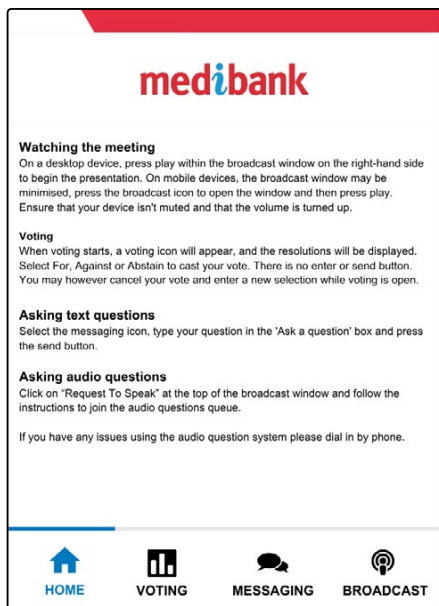 medibank
Watching the meeting
On a desktop device, press play within the broadcast window on the right-hand side
to begin the presentation. On mobile devices, the broadcast window may be
minimised, press the broadcast icon to open the window and then press play.
Ensure that your device isn't muted and that the volume is turned up.
Voting
When voting starts, a voting icon will appear, and the resolutions will be displayed.
Select For, Against or Abstain to cast your vote. There is no enter or send button.
You may however cancel your vote and enter a new selection while voting is open.
Asking text questions
Select the messaging icon, type your question in the 'Ask a question' box and press
the send button.
Asking audio questions
Click on “Request To Speak” at the top of the broadcast window and follow the
instructions to join the audio questions queue.
If you have any issues using the audio question system please dial in by phone.
HOME VOTING MESSAGING BROADCAST